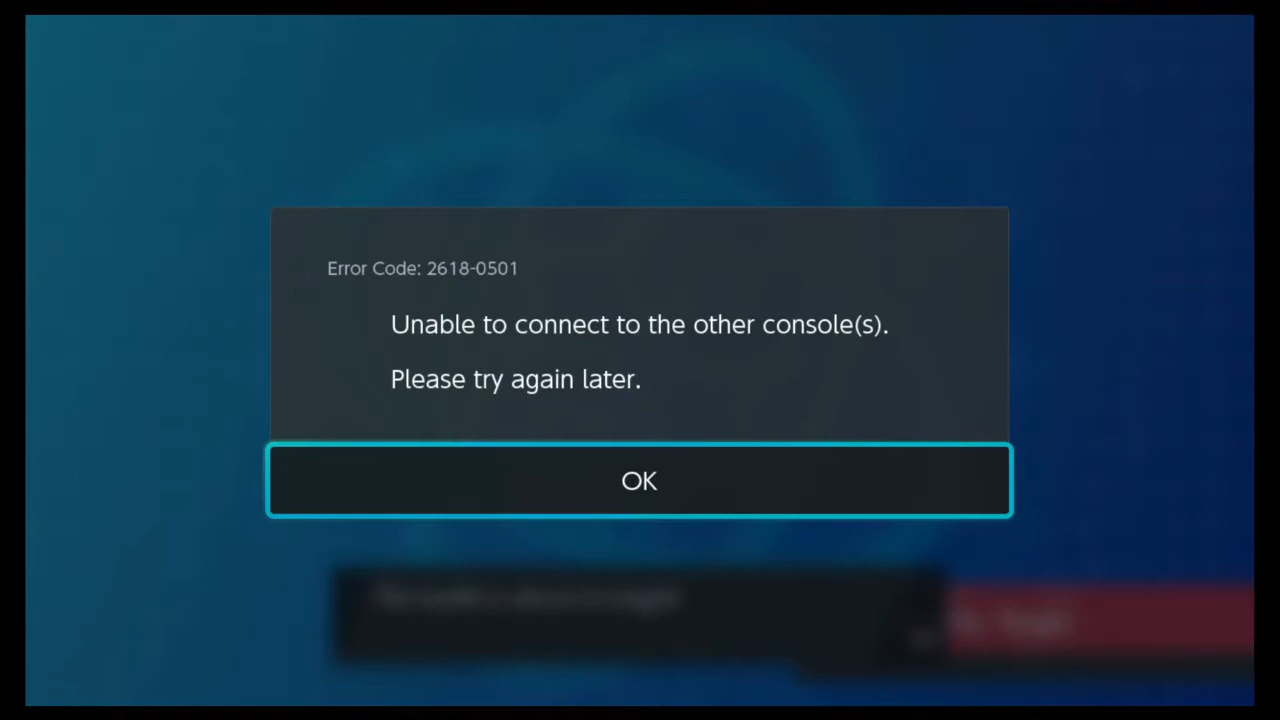 Error Code: 2618-0501
Unable to connect to the other console(s).
Please try again later.
OK